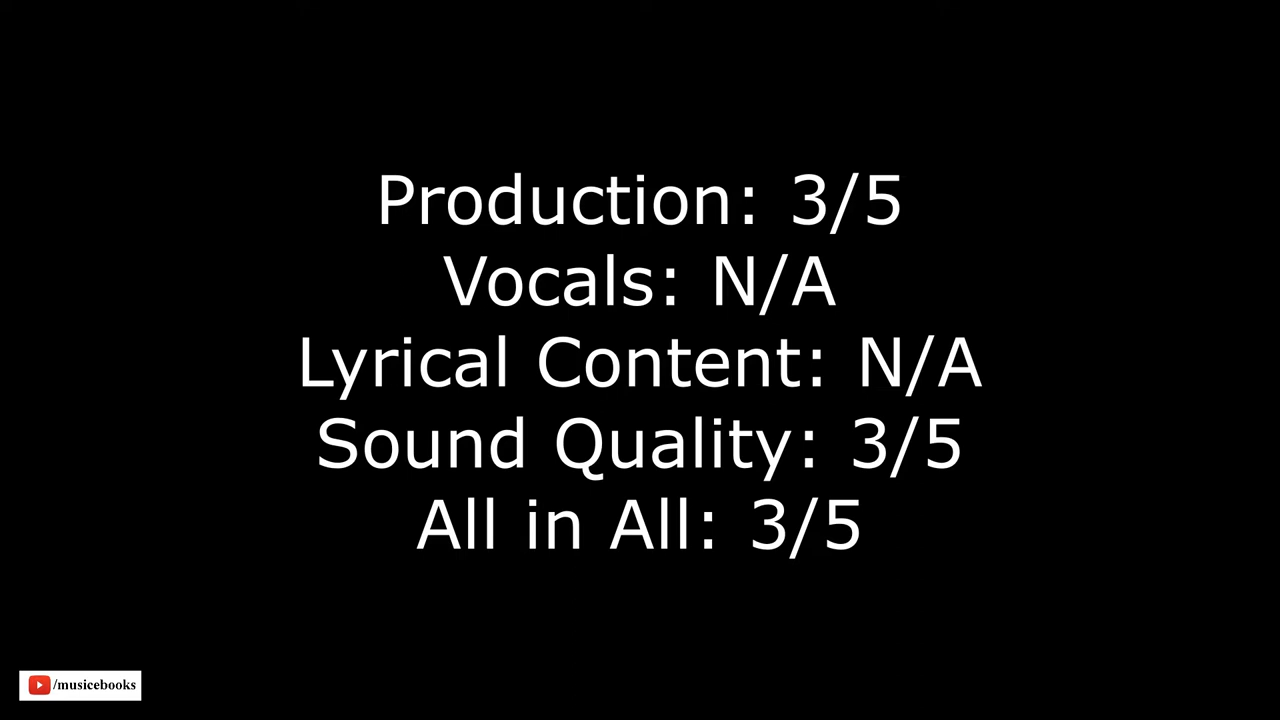 Production: 3/5
Vocals: N/A
Lyrical Content: N/A
Sound Quality: 3/5
All in All: 3/5
/musicebooks